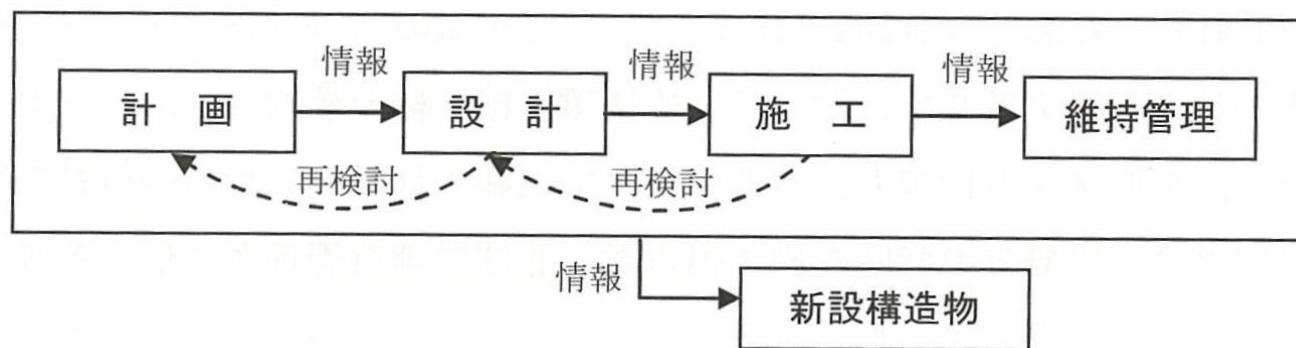 情報
情報
情報
計　画
設　計
施　工
維持管理
再検討
再検討
情報
新設構造物